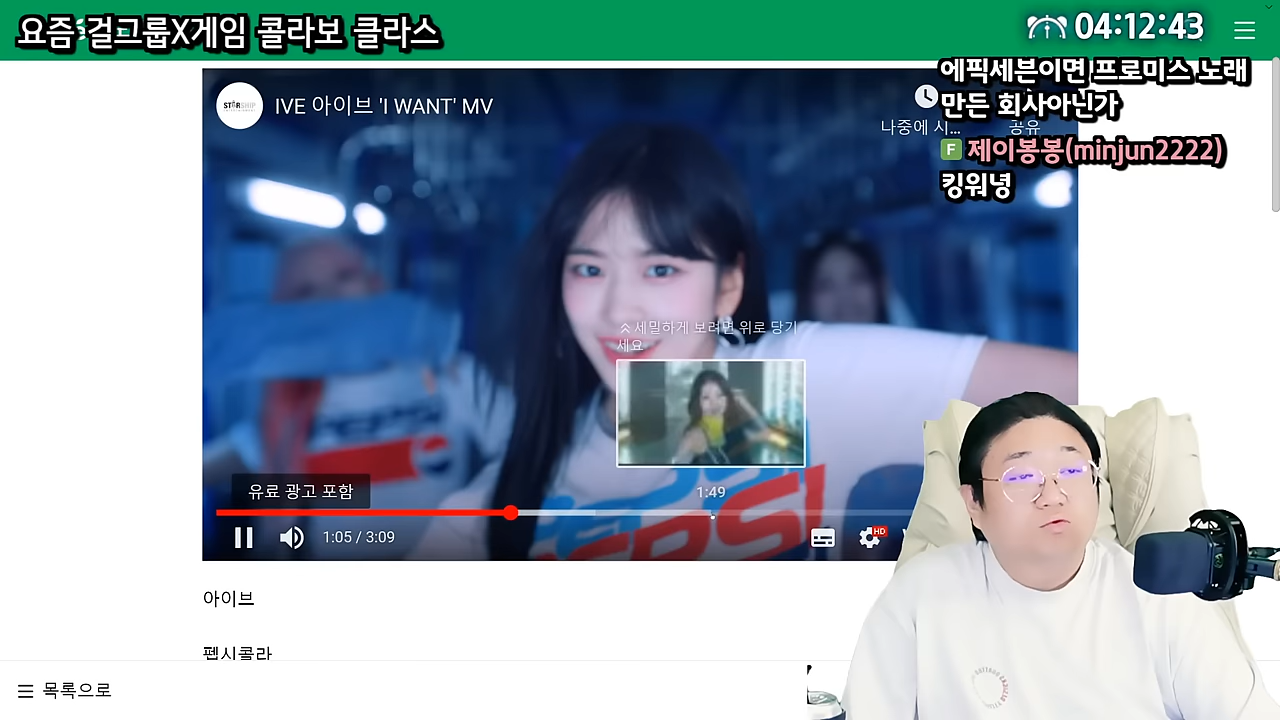 요즘 걸그룹X게임 콜라보 클라스
04:12:43
STARSHIP
IVE 아이브 'I WANT' MV
나중에 시...
공유
에픽세븐이면 프로미스 노래
만든 회사아닌가
F 제이봉봉(minjun2222)
킹워녕
세밀하게 보려면 위로 당기
세요
유료 광고 포함
1:49
1:05 / 3:09
HD
PEPSI
아이브
펩시콜라
목록으로